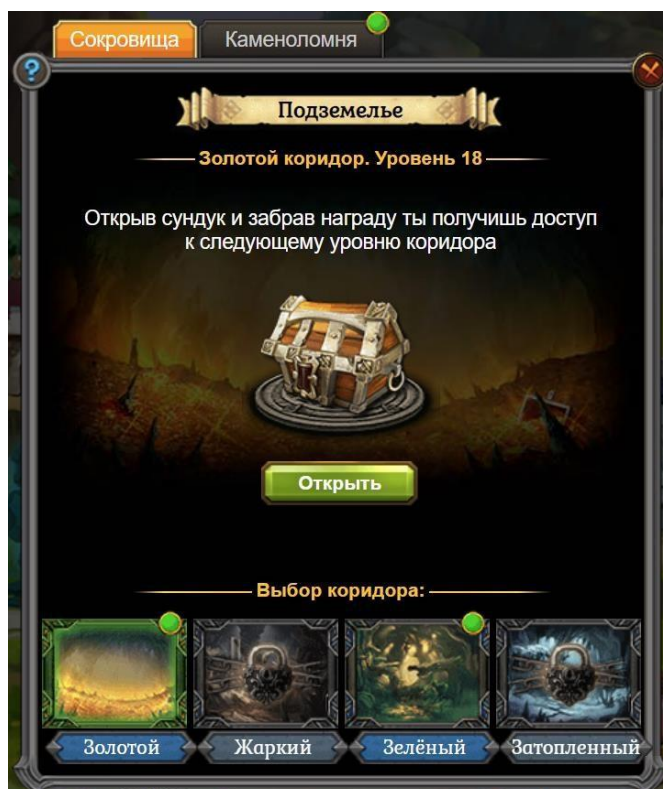 Сокровища
Каменоломня
?
Подземелье
Золотой коридор. Уровень 18
Открыв сундук и забрав награду ты получишь доступ
к следующему уровню коридора
Открыть
Выбор коридора:
Золотой
Жаркий
Зелёный
Затопленный